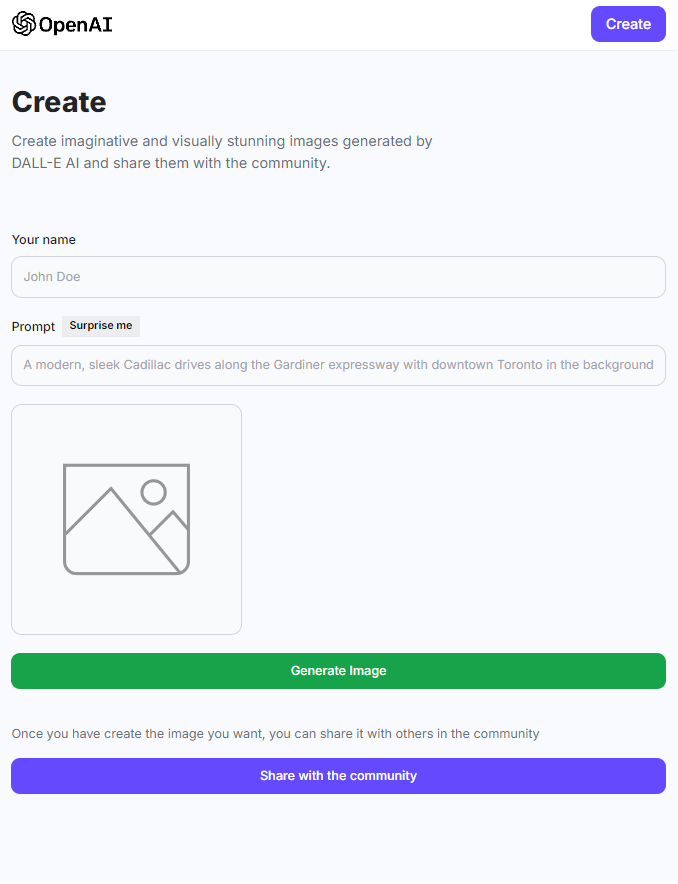 OpenAI
Create
Create
Create imaginative and visually stunning images generated by
DALL-E AI and share them with the community.
Your name
John Doe
Prompt
Surprise me
A modern, sleek Cadillac drives along the Gardiner expressway with downtown Toronto in the background
Generate Image
Once you have create the image you want, you can share it with others in the community
Share with the community